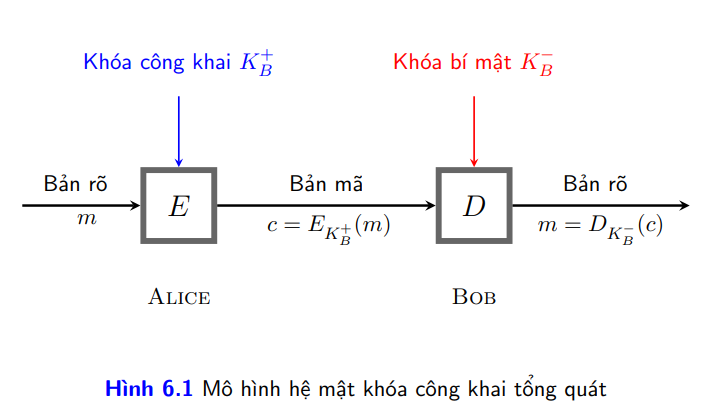 Khóa công khai $K_B^+$
Khóa bí mật $K_B^-$
Bản rõ
$m$
$E$
Bản mã
$c = E_{K_B^+}(m)$
$D$
Bản rõ
$m = D_{K_B^-}(c)$
ALICE
BOB
Hình 6.1 Mô hình hệ mật khóa công khai tổng quát